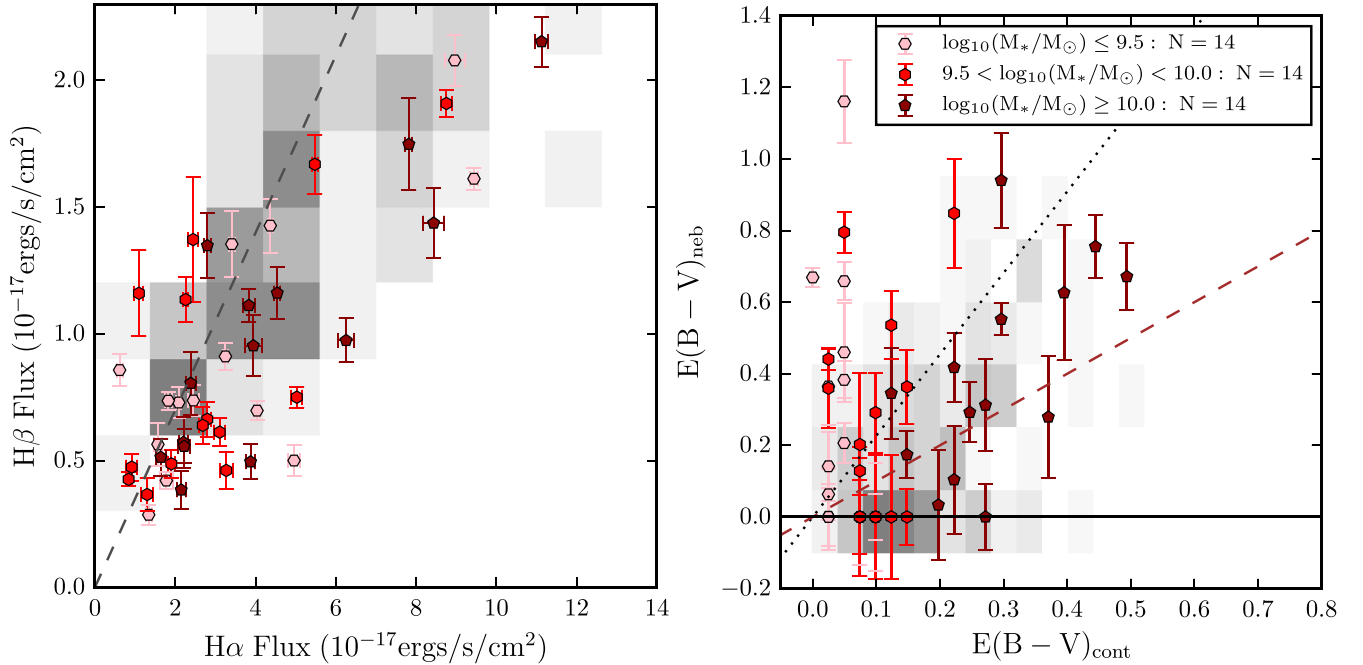 Hβ Flux (10⁻¹⁷ergs/s/cm2)
2.0
1.5
1.0
0.5
0.0
0 2 4 6 8 10 12 14
Hα Flux (10⁻¹⁷ergs/s/cm²)
E(B − V)neb
1.4
1.2
1.0
0.8
0.6
0.4
0.2
0.0
−0.2
log₁₀(M*/M⊙) ≤ 9.5 : N = 14
9.5 < log₁₀(M*/M⊙) < 10.0 : N = 14
log₁₀(M*/M⊙) ≥ 10.0 : N = 14
0.0 0.1 0.2 0.3 0.4 0.5 0.6 0.7 0.8
E(B − V)cont